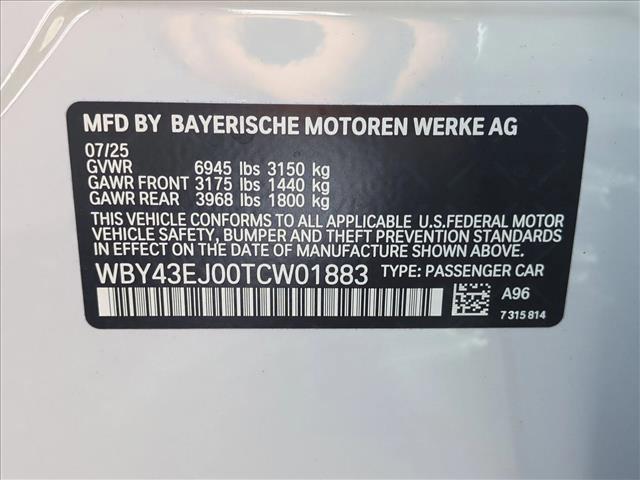 MFD BY BAYERISCHE MOTOREN WERKE AG
07/25
GVWR 6945 lbs 3150 kg
GAWR FRONT 3175 lbs 1440 kg
GAWR REAR 3968 lbs 1800 kg
THIS VEHICLE CONFORMS TO ALL APPLICABLE U.S.FEDERAL MOTOR
VEHICLE SAFETY, BUMPER AND THEFT PREVENTION STANDARDS
IN EFFECT ON THE DATE OF MANUFACTURE SHOWN ABOVE.
WBY43EJ00TCW01883 PASSENGER CAR
A96
7 315 814